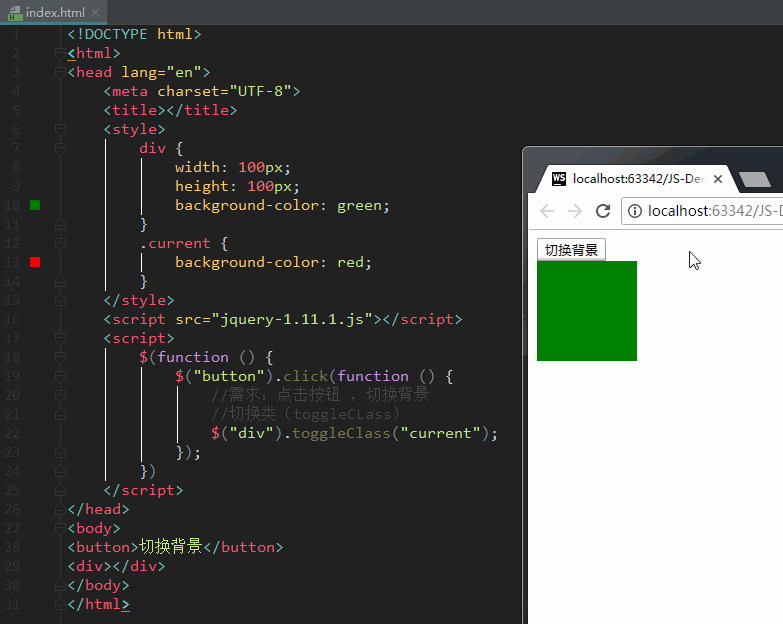 index.html
1 <!DOCTYPE html>
2 <html>
3 <head lang="en">
4 <meta charset="UTF-8">
5 <title></title>
6 <style>
7 div {
8 width: 100px;
9 height: 100px;
10 background-color: green;
11 }
12 .current {
13 background-color: red;
14 }
15 </style>
16 <script src="jquery-1.11.1.js"></script>
17 <script>
18 $(function () {
19 $("button").click(function () {
20 //需求：点击按钮 ，切换背景
21 //切换类（toggleCLass）
22 $("div").toggleClass("current");
23 });
24 })
25 </script>
26 </head>
27 <body>
28 <button>切换背景</button>
29 <div></div>
30 </body>
31 </html>
WS localhost:63342/JS-Der
localhost:63342/JS-D
切换背景